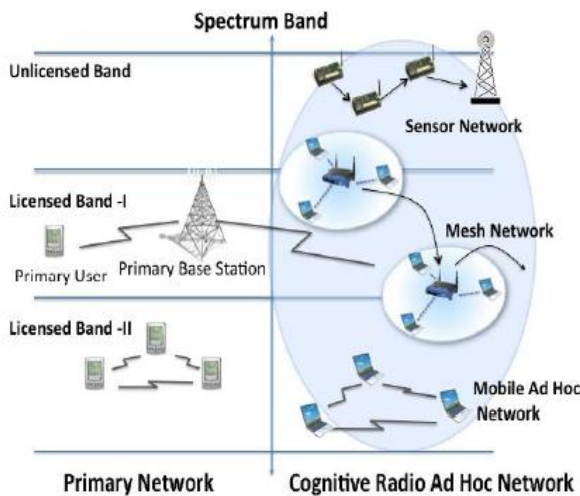 Spectrum Band
Unlicensed Band
Sensor Network
Licensed Band -I
Primary User
Primary Base Station
Mesh Network
Licensed Band -II
Mobile Ad Hoc
Network
Primary Network
Cognitive Radio Ad Hoc Network